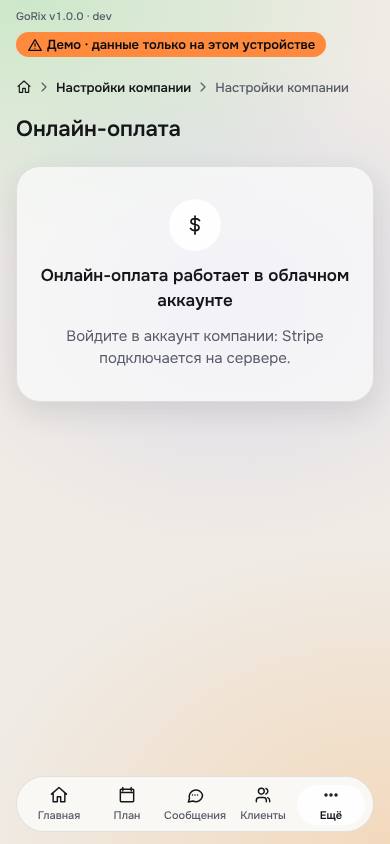 GoRix v1.0.0 · dev
Демо · данные только на этом устройстве
Настройки компании > Настройки компании
Онлайн-оплата
$
Онлайн-оплата работает в облачном
аккаунте
Войдите в аккаунт компании: Stripe
подключается на сервере.
Главная План Сообщения Клиенты Ещё